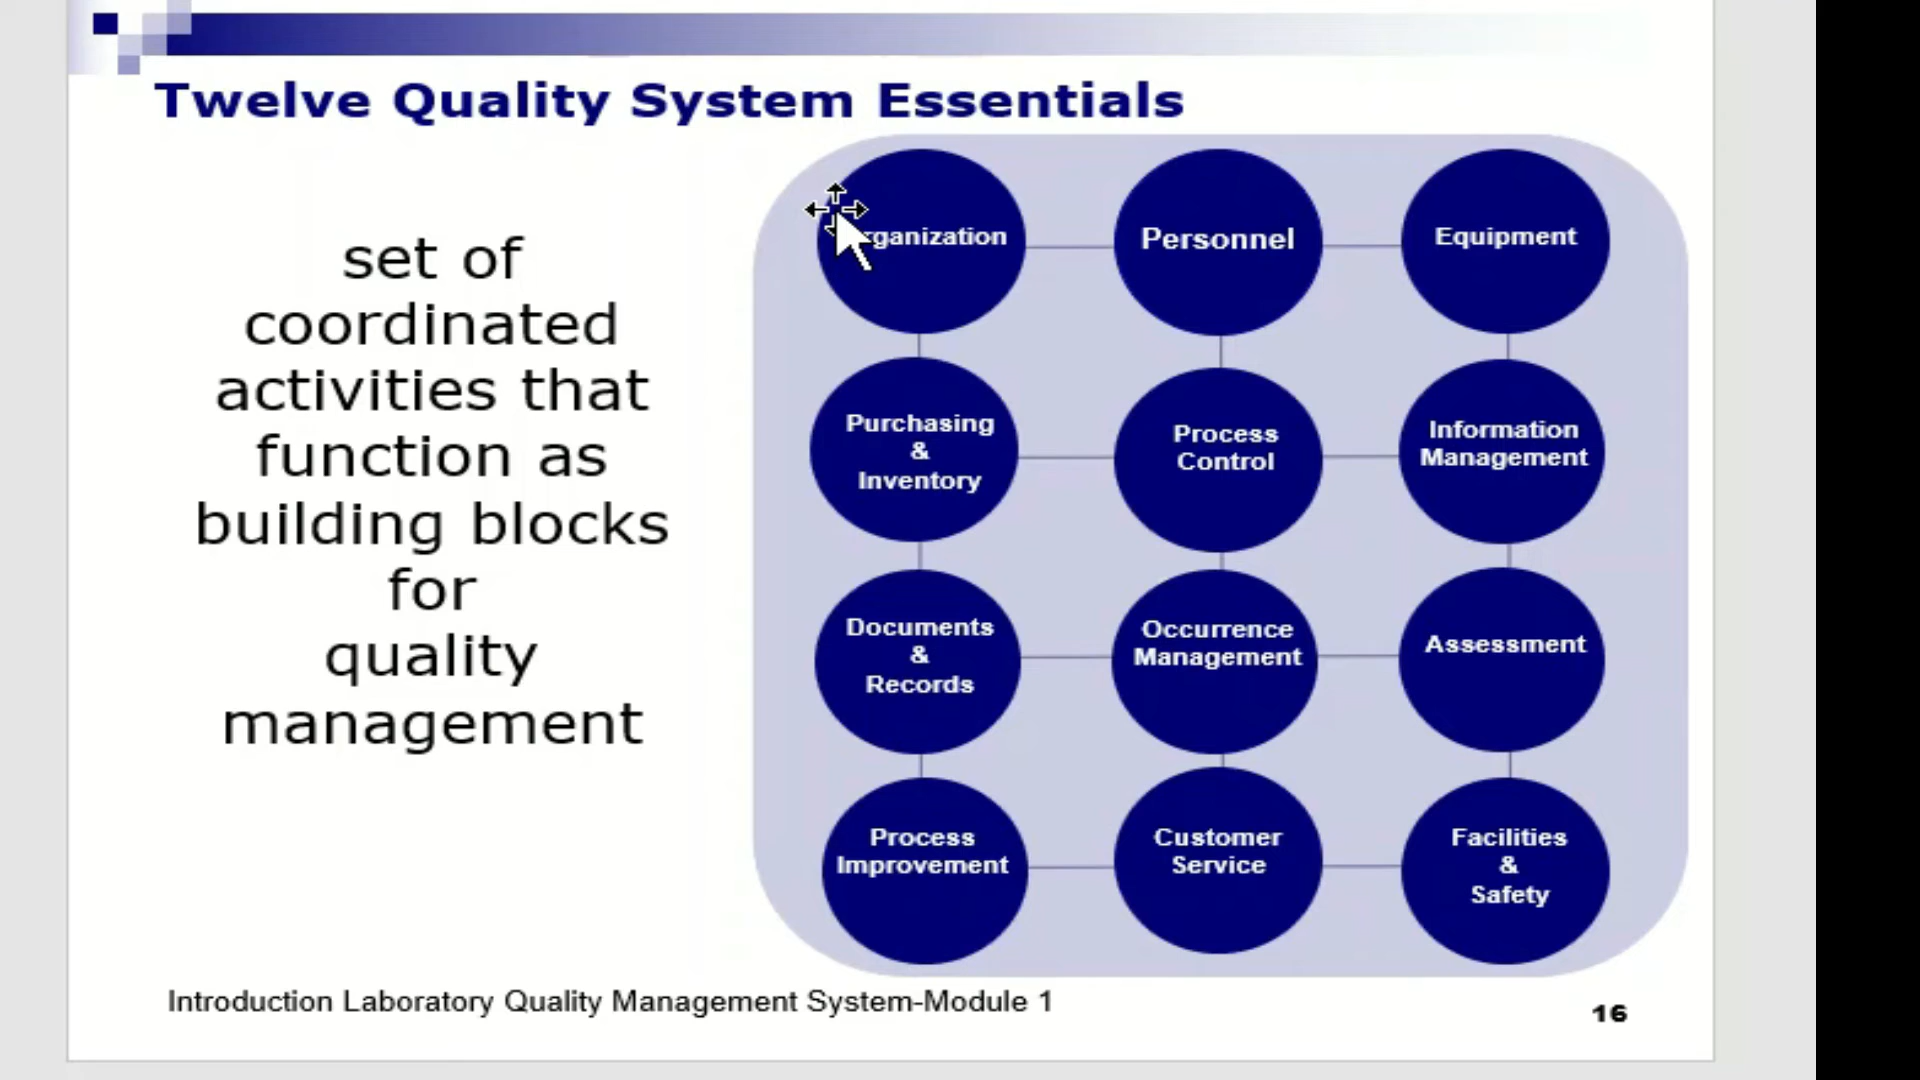 Twelve Quality System Essentials
set of
coordinated
activities that
function as
building blocks
for
quality
management
rganization
Personnel
Equipment
Purchasing
&
Inventory
Process
Control
Information
Management
Documents
&
Records
Occurrence
Management
Assessment
Process
Improvement
Customer
Service
Facilities
&
Safety
Introduction Laboratory Quality Management System-Module 1
16